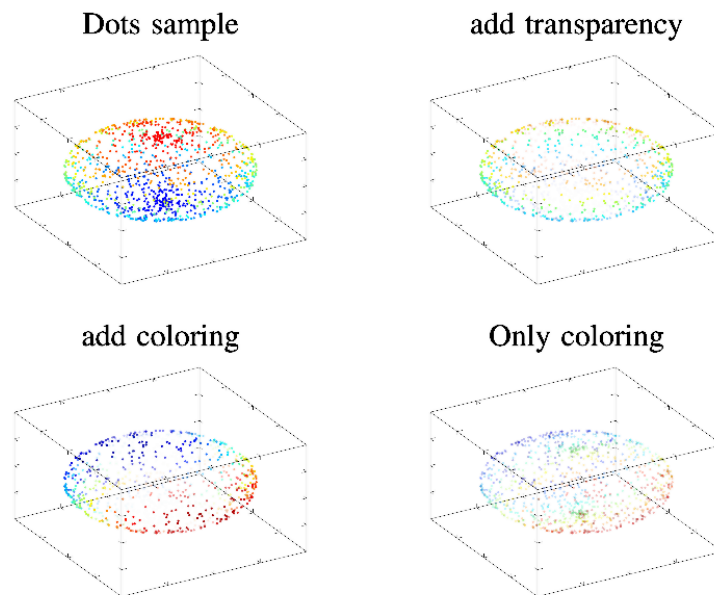 Dots sample
add transparency
add coloring
Only coloring